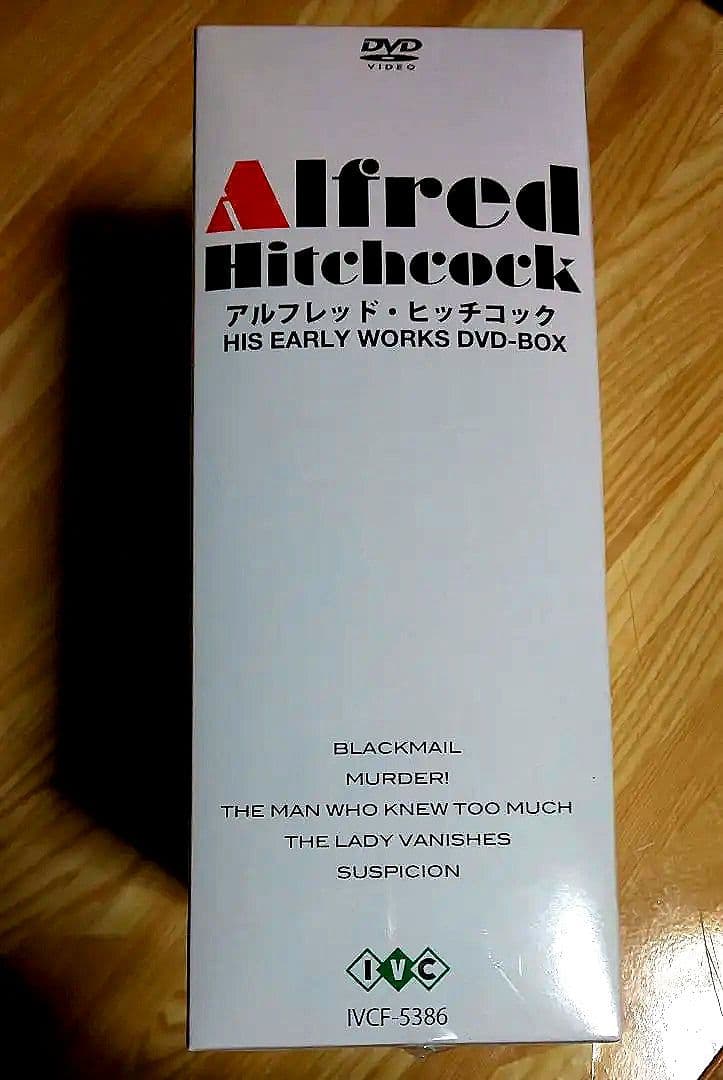 DVD
VIDEO
Alfred
Hitchcock
アルフレッド・ヒッチコック
HIS EARLY WORKS DVD-BOX
BLACKMAIL
MURDER!
THE MAN WHO KNEW TOO MUCH
THE LADY VANISHES
SUSPICION
IVC
IVCF-5386